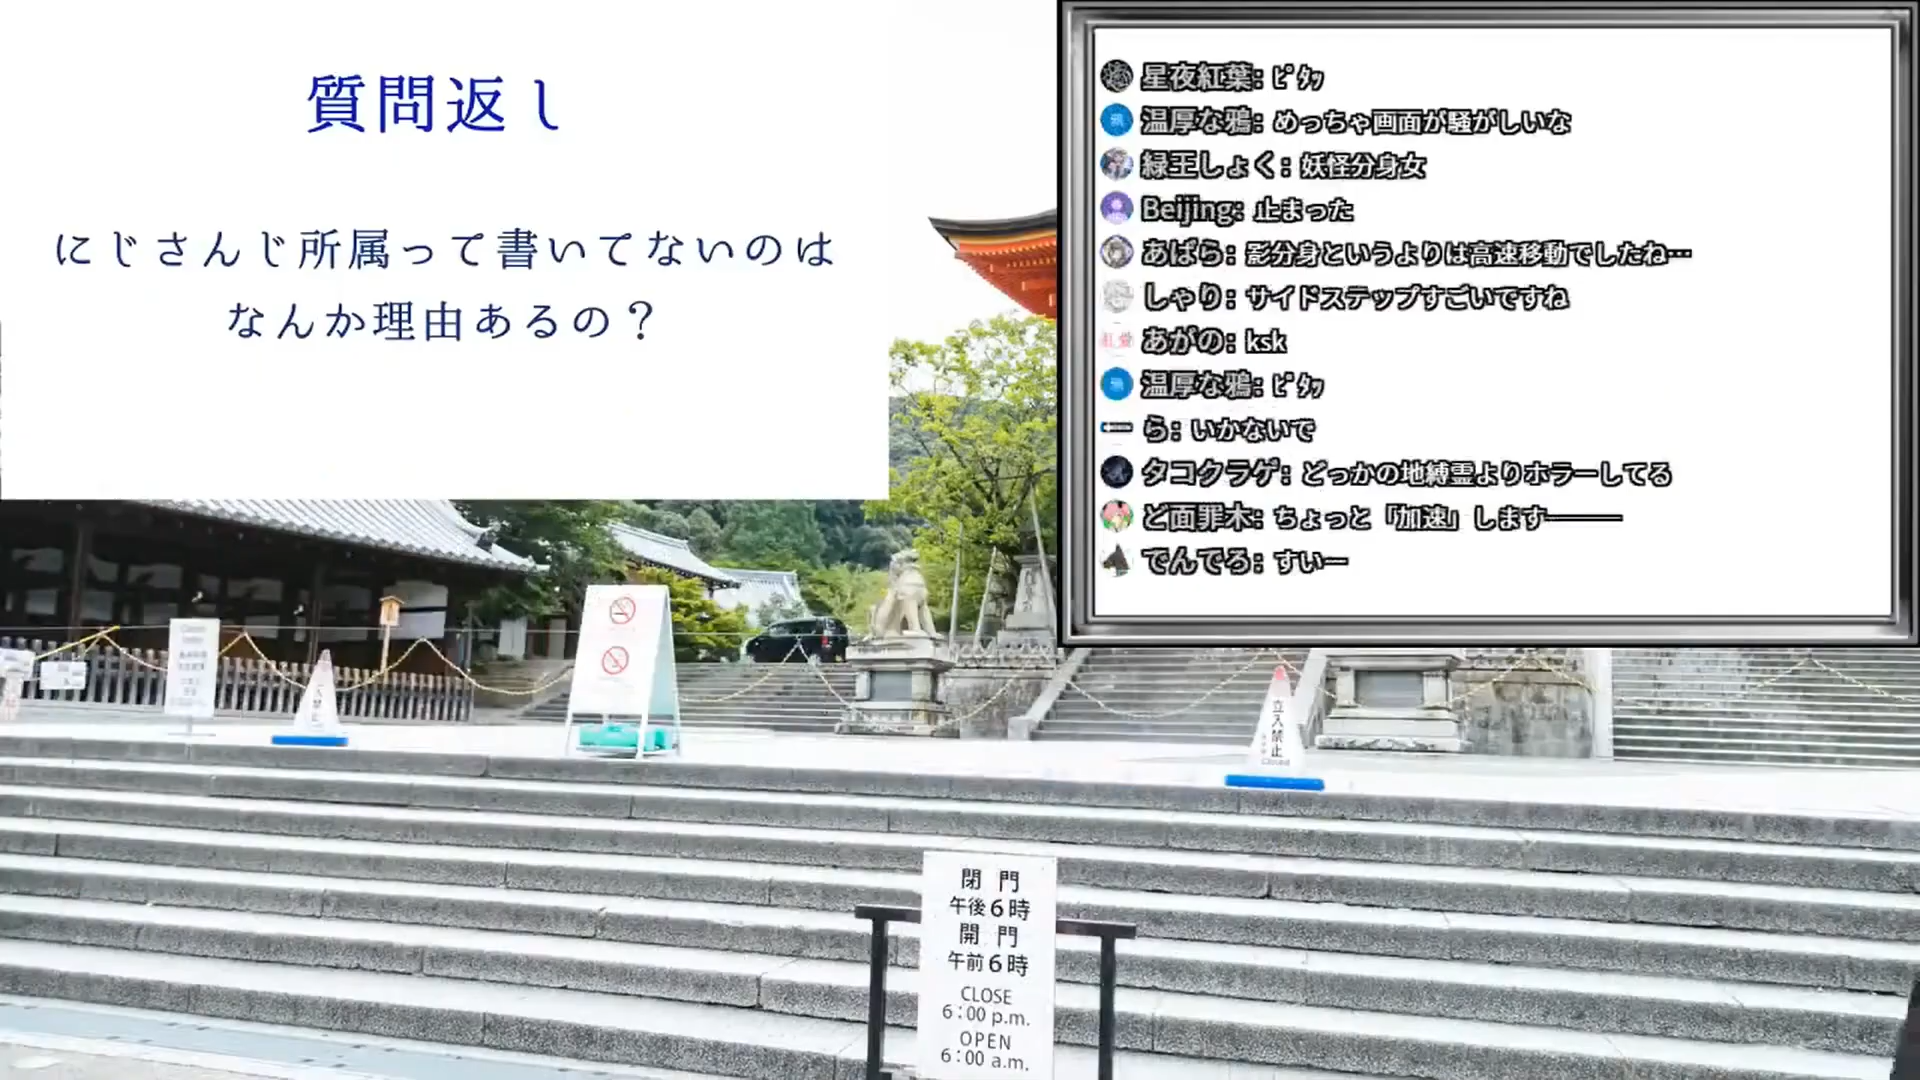 質問返し
にじさんじ所属って書いてないのは
なんか理由あるの？
星夜紅葉: ﾋﾟﾀｯ
温厚な鴉: めっちゃ画面が騒がしいな
緑王しょく: 妖怪分身女
Beijing: 止まった
あばら: 影分身というよりは高速移動でしたね…
しゃり: サイドステップすごいですね
あがの: ksk
温厚な鴉: ﾋﾟﾀｯ
ら: いかないで
タコクラゲ: どっかの地縛霊よりホラーしてる
ど面罪木: ちょっと「加速」します———
でんでろ: すいー
立入禁止
Closed
閉門
午後6時
開門
午前6時
CLOSE
6:00 p.m.
OPEN
6:00 a.m.